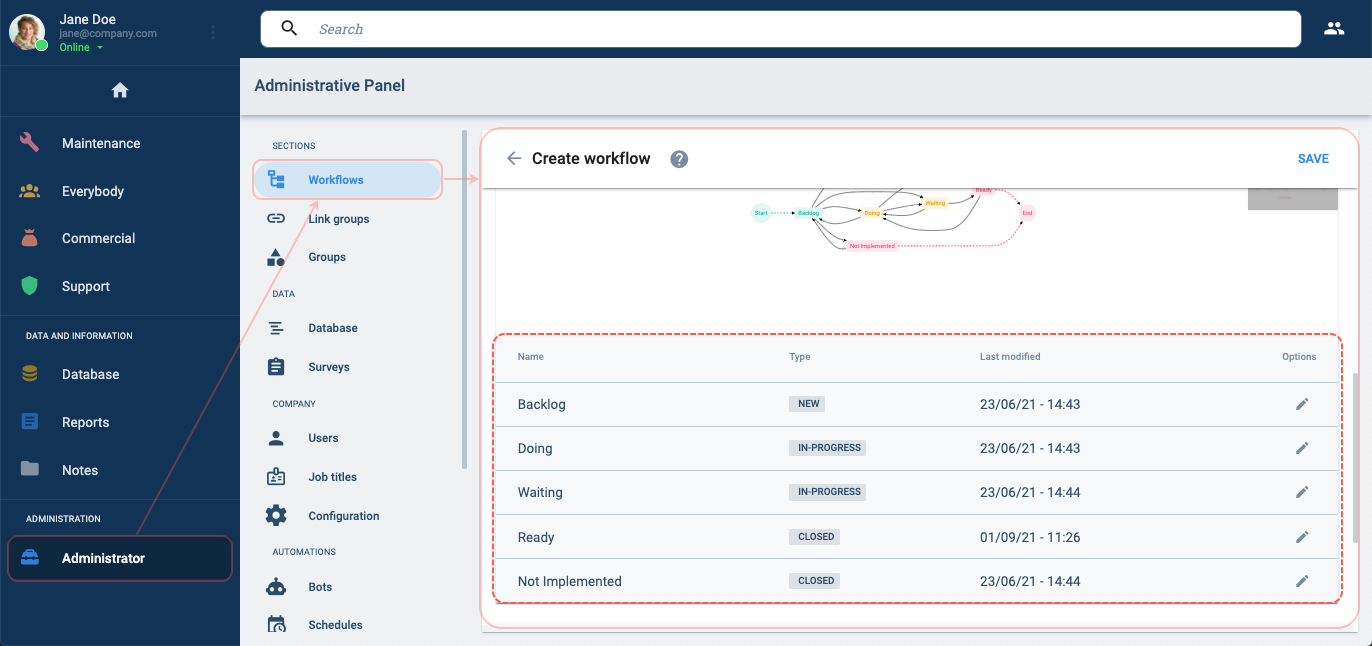 Jane Doe
jane@company.com
Online
Search
Maintenance
Everybody
Commercial
Support
DATA AND INFORMATION
Database
Reports
Notes
ADMINISTRATION
Administrator
Administrative Panel
SECTIONS
Workflows
Link groups
Groups
DATA
Database
Surveys
COMPANY
Users
Job titles
Configuration
AUTOMATIONS
Bots
Schedules
Create workflow ?
SAVE
Ready
Waiting
Start Backlog Doing End
Not Implemented
Name Type Last modified Options
Backlog NEW 23/06/21 - 14:43
Doing IN-PROGRESS 23/06/21 - 14:43
Waiting IN-PROGRESS 23/06/21 - 14:44
Ready CLOSED 01/09/21 - 11:26
Not Implemented CLOSED 23/06/21 - 14:44